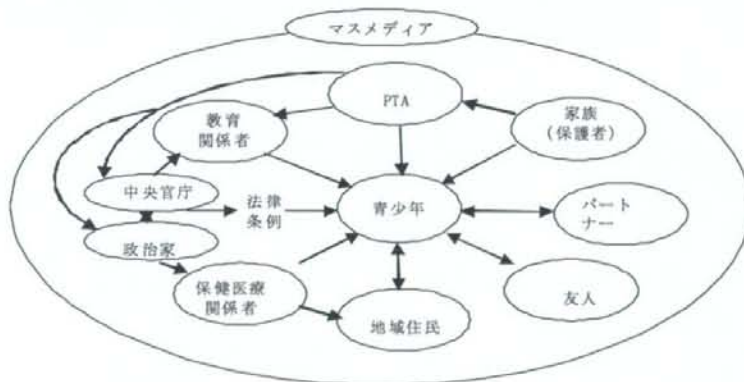 マスメディア
PTA
教育
関係者
家族
(保護者)
中央官庁
法律
条例
青少年
パート
ナー
政治家
保健医療
関係者
地域住民
友人